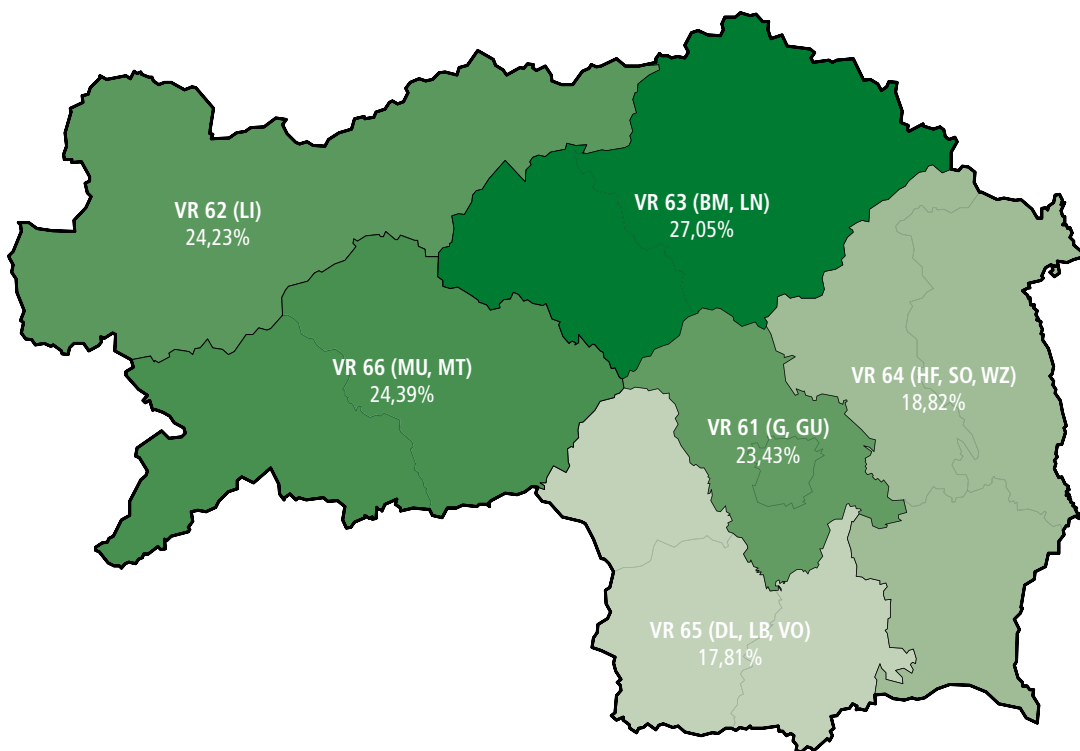 VR 62 (LI)
24,23%
VR 63 (BM, LN)
27,05%
VR 66 (MU, MT)
24,39%
VR 64 (HF, SO, WZ)
18,82%
VR 61 (G, GU)
23,43%
VR 65 (DL, LB, VO)
17,81%